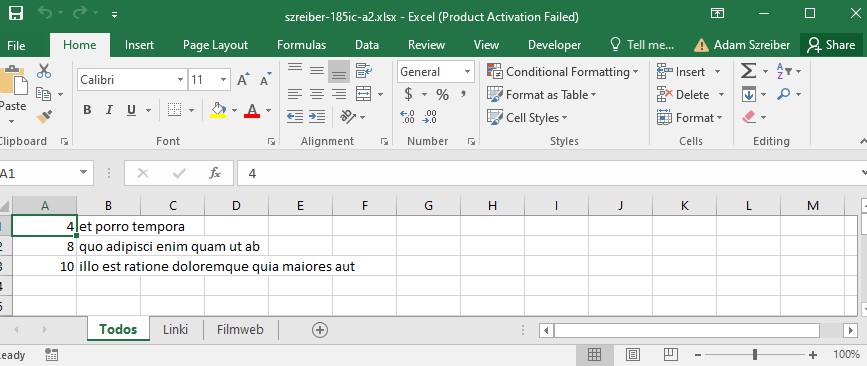 szreiber-185ic-a2.xlsx - Excel (Product Activation Failed)
File Home Insert Page Layout Formulas Data Review View Developer Tell me... Adam Szreiber Share
Calibri 11 A A General Conditional Formatting Insert Σ A Z
Paste B I U A $ % , Format as Table Delete
ab .0 .00 .00 .0 Cell Styles Format
Clipboard Font Alignment Number Styles Cells Editing
A1 fx 4
A B C D E F G H I J K L M
1 4 et porro tempora
2 8 quo adipisci enim quam ut ab
3 10 illo est ratione doloremque quia maiores aut
4
5
Todos Linki Filmweb
eady 100%